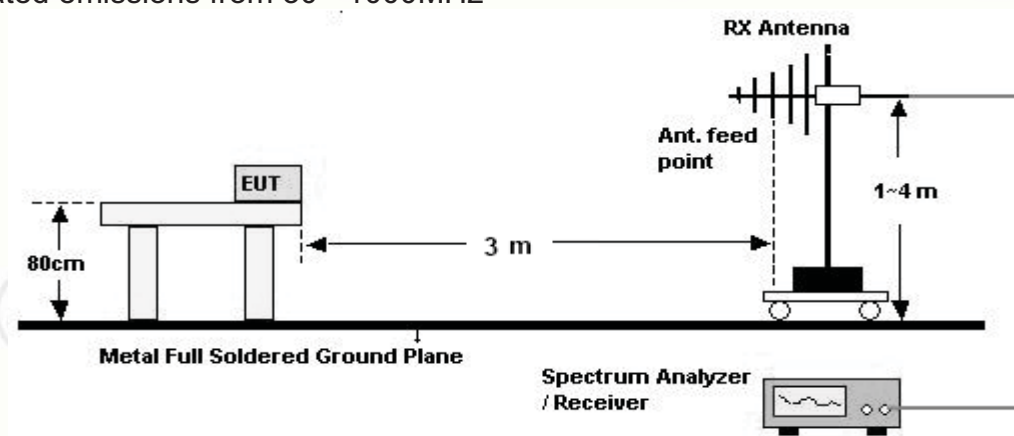 RX Antenna
Ant. feed
point
EUT
1~4 m
3 m
80cm
Metal Full Soldered Ground Plane
Spectrum Analyzer
/ Receiver